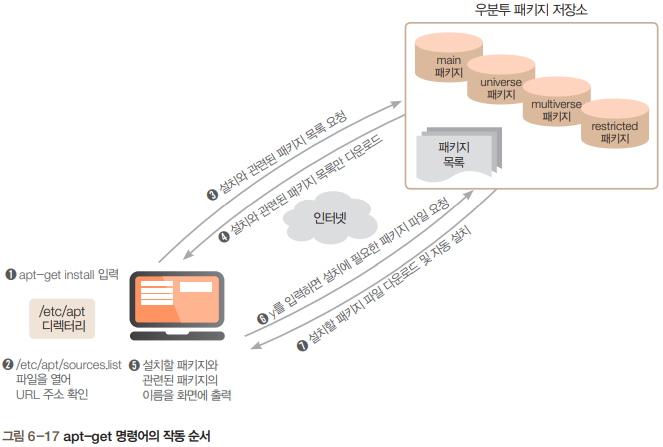 우분투 패키지 저장소
main
패키지
universe
패키지
multiverse
패키지
restricted
패키지
패키지
목록
❸ 설치와 관련된 패키지 목록 요청
❹ 설치와 관련된 패키지 목록만 다운로드
인터넷
❶ apt-get install 입력
/etc/apt
디렉터리
❷ /etc/apt/sources.list
파일을 열어
URL 주소 확인
❺ 설치할 패키지와
관련된 패키지의
이름을 화면에 출력
❻ y를 입력하면 설치에 필요한 패키지 파일 요청
❼ 설치할 패키지 파일 다운로드 및 자동 설치
그림 6-17 apt-get 명령어의 작동 순서